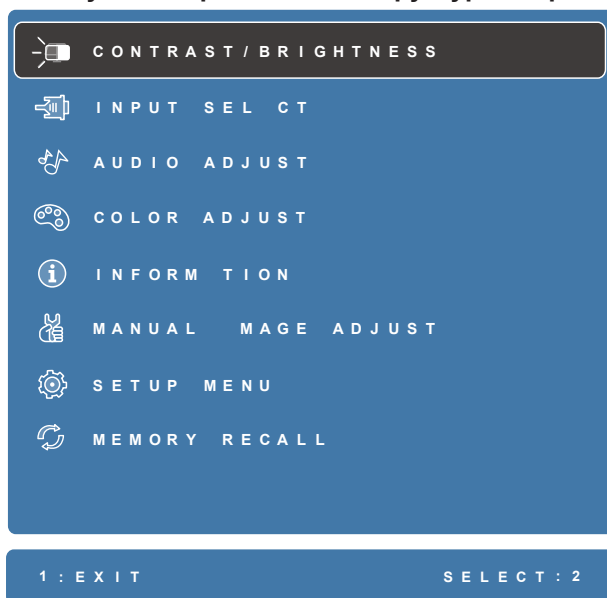 CONTRAST/BRIGHTNESS
INPUT SEL CT
AUDIO ADJUST
COLOR ADJUST
INFORM TION
MANUAL MAGE ADJUST
SETUP MENU
MEMORY RECALL
1:EXIT SELECT:2